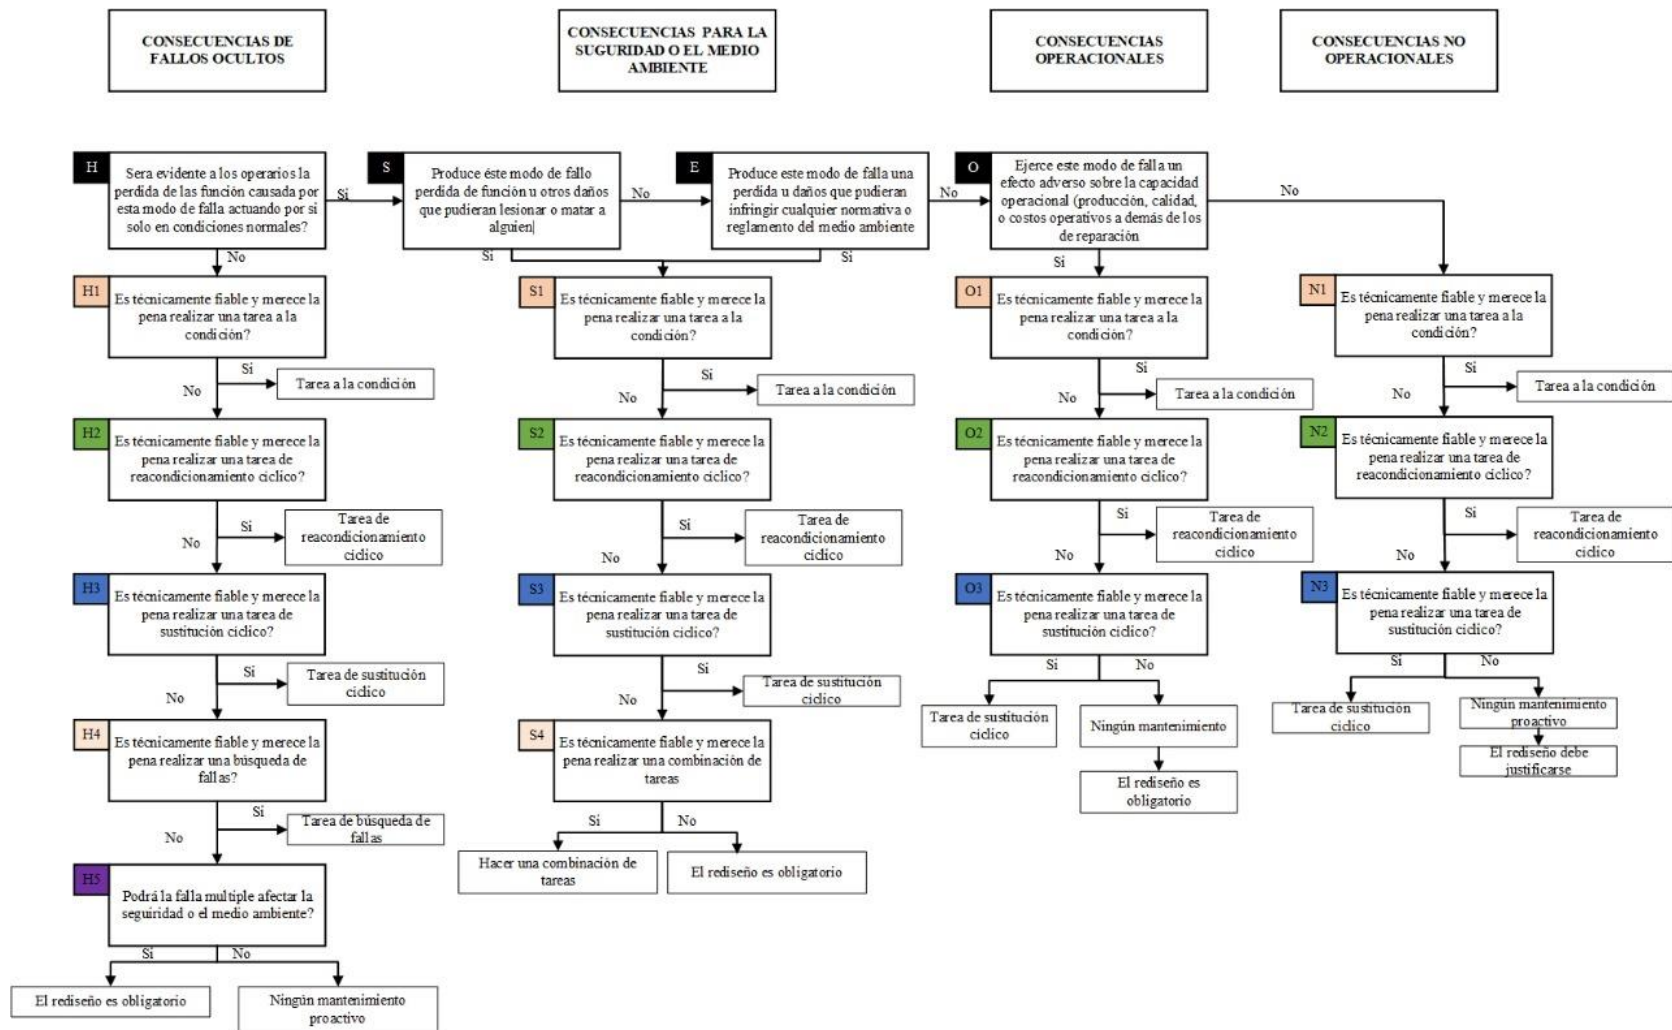 CONSECUENCIAS DE
FALLOS OCULTOS
CONSECUENCIAS PARA LA
SUGURIDAD O EL MEDIO
AMBIENTE
CONSECUENCIAS
OPERACIONALES
CONSECUENCIAS NO
OPERACIONALES
H
Sera evidente a los operarios la
perdida de las función causada por
esta modo de falla actuando por si
solo en condiciones normales?
Si
S
Produce éste modo de fallo
perdida de función u otros daños
que pudieran lesionar o matar a
alguien
No
E
Produce este modo de falla una
perdida u daños que pudieran
infringir cualquier normativa o
reglamento del medio ambiente
No
O
Ejerce este modo de falla un
efecto adverso sobre la capacidad
operacional (producción, calidad,
o costos operativos a demás de los
de reparación
No
No
Si
Si
Si
H1
Es técnicamente fiable y merece la
pena realizar una tarea a la
condición?
S1
Es técnicamente fiable y merece la
pena realizar una tarea a la
condición?
O1
Es técnicamente fiable y merece la
pena realizar una tarea a la
condición?
N1
Es técnicamente fiable y merece la
pena realizar una tarea a la
condición?
Si
No
Tarea a la condición
Si
No
Tarea a la condición
Si
No
Tarea a la condición
Si
No
Tarea a la condición
H2
Es técnicamente fiable y merece la
pena realizar una tarea de
reacondicionamiento cíclico?
S2
Es técnicamente fiable y merece la
pena realizar una tarea de
reacondicionamiento cíclico?
O2
Es técnicamente fiable y merece la
pena realizar una tarea de
reacondicionamiento cíclico?
N2
Es técnicamente fiable y merece la
pena realizar una tarea de
reacondicionamiento cíclico?
Si
No
Tarea de
reacondicionamiento
cíclico
Si
No
Tarea de
reacondicionamiento
cíclico
Si
No
Tarea de
reacondicionamiento
cíclico
Si
No
Tarea de
reacondicionamiento
cíclico
H3
Es técnicamente fiable y merece la
pena realizar una tarea de
sustitución cíclico?
S3
Es técnicamente fiable y merece la
pena realizar una tarea de
sustitución cíclico?
O3
Es técnicamente fiable y merece la
pena realizar una tarea de
sustitución cíclico?
N3
Es técnicamente fiable y merece la
pena realizar una tarea de
sustitución cíclico?
Si
No
Tarea de sustitución
cíclico
Si
No
Tarea de sustitución
cíclico
Si
No
Tarea de sustitución
cíclico
Ningún mantenimiento
El rediseño es
obligatorio
Si
No
Tarea de sustitución
cíclico
Ningún mantenimiento
proactivo
El rediseño debe
justificarse
H4
Es técnicamente fiable y merece la
pena realizar una búsqueda de
fallas?
S4
Es técnicamente fiable y merece la
pena realizar una combinación de
tareas
Si
No
Tarea de búsqueda de
fallas
Si
No
Hacer una combinación de
tareas
El rediseño es obligatorio
H5
Podrá la falla multiple afectar la
seguiridad o el medio ambiente?
Si
No
El rediseño es obligatorio
Ningún mantenimiento
proactivo